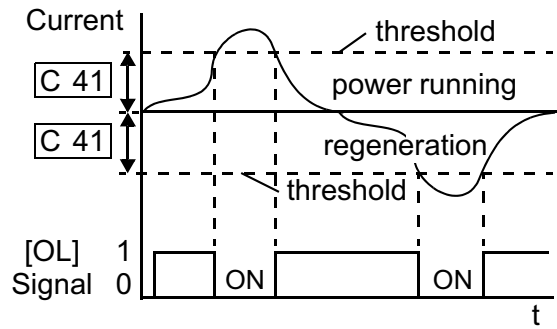 Current
threshold
C 41
power running
C 41
regeneration
threshold
[OL] 1
Signal 0
ON
ON
t